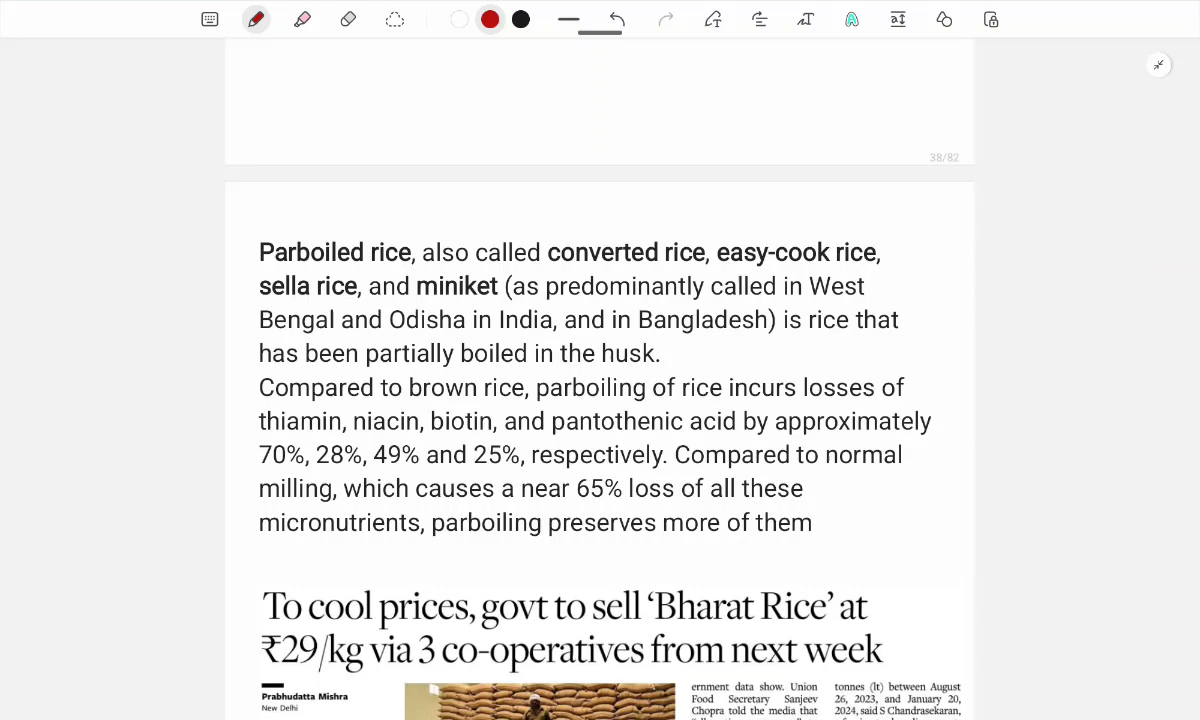 38/82
Parboiled rice, also called converted rice, easy-cook rice,
sella rice, and miniket (as predominantly called in West
Bengal and Odisha in India, and in Bangladesh) is rice that
has been partially boiled in the husk.
Compared to brown rice, parboiling of rice incurs losses of
thiamin, niacin, biotin, and pantothenic acid by approximately
70%, 28%, 49% and 25%, respectively. Compared to normal
milling, which causes a near 65% loss of all these
micronutrients, parboiling preserves more of them
To cool prices, govt to sell ‘Bharat Rice’ at
₹29/kg via 3 co-operatives from next week
Prabhudatta Mishra
New Delhi
ernment data show. Union
Food Secretary Sanjeev
Chopra told the media that
tonnes (lt) between August
26, 2023, and January 20,
2024, said S Chandrasekaran,